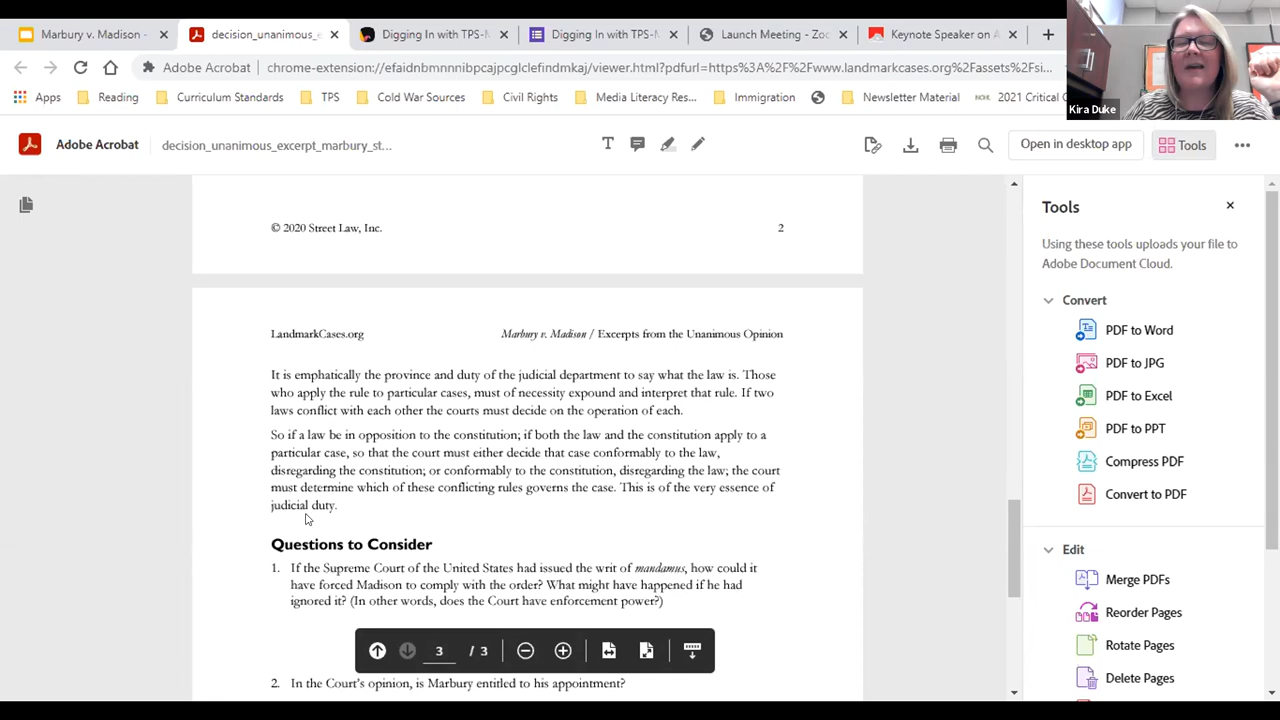 Marbury v. Madison -
decision_unanimous_e
Digging In with TPS-M
Digging In with TPS-M
Launch Meeting - Zoo
Keynote Speaker on A
Adobe Acrobat
chrome-extension://efaidnbmnnnibpcajpcglclefindmkaj/viewer.html?pdfurl=https%3A%2F%2Fwww.landmarkcases.org%2Fassets%2Fsi...
Apps
Reading
Curriculum Standards
TPS
Cold War Sources
Civil Rights
Media Literacy Res...
Immigration
Newsletter Material
2021 Critical
Kira Duke
Adobe Acrobat
decision_unanimous_excerpt_marbury_st...
Open in desktop app
Tools
© 2020 Street Law, Inc.
2
LandmarkCases.org
Marbury v. Madison / Excerpts from the Unanimous Opinion
It is emphatically the province and duty of the judicial department to say what the law is. Those
who apply the rule to particular cases, must of necessity expound and interpret that rule. If two
laws conflict with each other the courts must decide on the operation of each.
So if a law be in opposition to the constitution; if both the law and the constitution apply to a
particular case, so that the court must either decide that case conformably to the law,
disregarding the constitution; or conformably to the constitution, disregarding the law; the court
must determine which of these conflicting rules governs the case. This is of the very essence of
judicial duty.
Questions to Consider
1. If the Supreme Court of the United States had issued the writ of mandamus, how could it
have forced Madison to comply with the order? What might have happened if he had
ignored it? (In other words, does the Court have enforcement power?)
3 / 3
2. In the Court's opinion, is Marbury entitled to his appointment?
Tools
Using these tools uploads your file to
Adobe Document Cloud.
Convert
PDF to Word
PDF to JPG
PDF to Excel
PDF to PPT
Compress PDF
Convert to PDF
Edit
Merge PDFs
Reorder Pages
Rotate Pages
Delete Pages